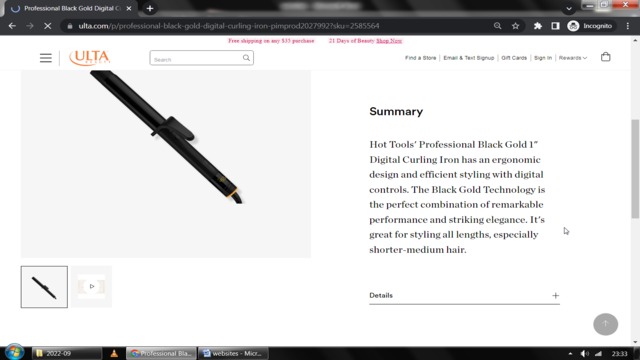 Professional Black Gold Digital C
ulta.com/p/professional-black-gold-digital-curling-iron-pimprod2027992?sku=2585564
Incognito
Free shipping on any $35 purchase 21 Days of Beauty Shop Now
ULTA
BEAUTY
Search
Find a Store
Email & Text Signup
Gift Cards
Sign In
Rewards
Summary
Hot Tools' Professional Black Gold 1"
Digital Curling Iron has an ergonomic
design and efficient styling with digital
controls. The Black Gold Technology is
the perfect combination of remarkable
performance and striking elegance. It's
great for styling all lengths, especially
shorter-medium hair.
Details
2022-09
Professional Bla...
websites - Micr...
23:33